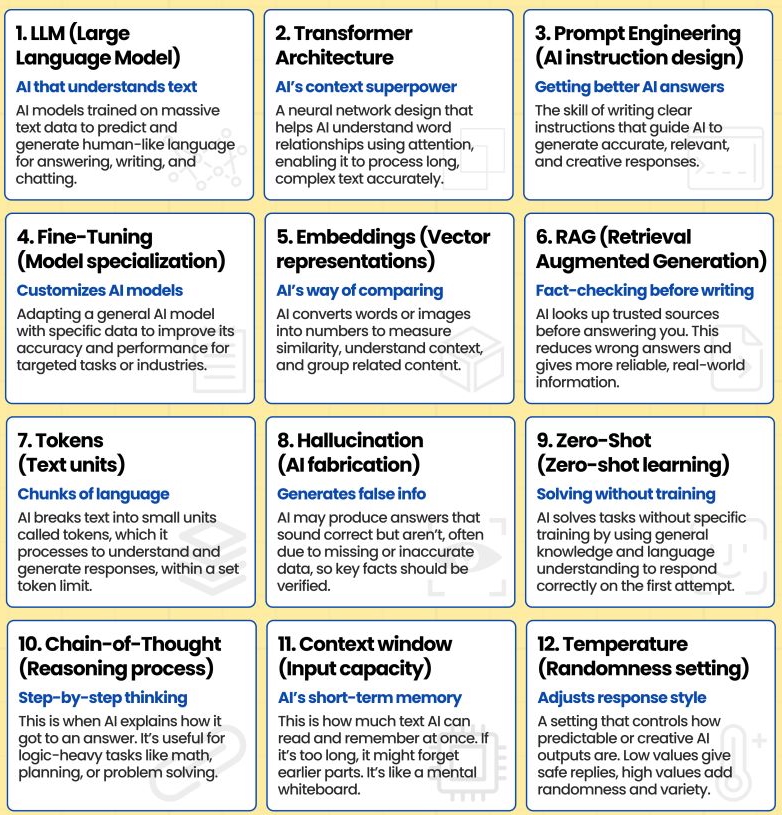 1. LLM (Large
Language Model)
AI that understands text
AI models trained on massive
text data to predict and
generate human-like language
for answering, writing, and
chatting.
2. Transformer
Architecture
AI's context superpower
A neural network design that
helps AI understand word
relationships using attention,
enabling it to process long,
complex text accurately.
3. Prompt Engineering
(AI instruction design)
Getting better AI answers
The skill of writing clear
instructions that guide AI to
generate accurate, relevant,
and creative responses.
4. Fine-Tuning
(Model specialization)
Customizes AI models
Adapting a general AI model
with specific data to improve its
accuracy and performance for
targeted tasks or industries.
5. Embeddings (Vector
representations)
AI's way of comparing
AI converts words or images
into numbers to measure
similarity, understand context,
and group related content.
6. RAG (Retrieval
Augmented Generation)
Fact-checking before writing
AI looks up trusted sources
before answering you. This
reduces wrong answers and
gives more reliable, real-world
information.
7. Tokens
(Text units)
Chunks of language
AI breaks text into small units
called tokens, which it
processes to understand and
generate responses, within a set
token limit.
8. Hallucination
(AI fabrication)
Generates false info
AI may produce answers that
sound correct but aren't, often
due to missing or inaccurate
data, so key facts should be
verified.
9. Zero-Shot
(Zero-shot learning)
Solving without training
AI solves tasks without specific
training by using general
knowledge and language
understanding to respond
correctly on the first attempt.
10. Chain-of-Thought
(Reasoning process)
Step-by-step thinking
This is when AI explains how it
got to an answer. It's useful for
logic-heavy tasks like math,
planning, or problem solving.
11. Context window
(Input capacity)
AI's short-term memory
This is how much text AI can
read and remember at once. If
it's too long, it might forget
earlier parts. It's like a mental
whiteboard.
12. Temperature
(Randomness setting)
Adjusts response style
A setting that controls how
predictable or creative AI
outputs are. Low values give
safe replies, high values add
randomness and variety.